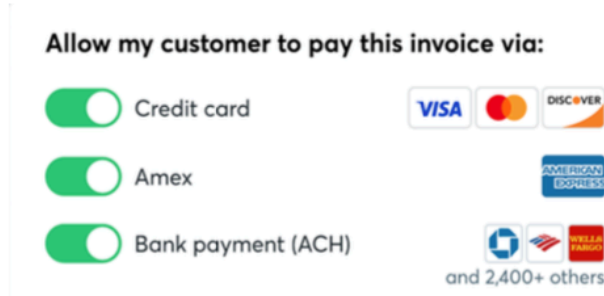 Allow my customer to pay this invoice via:
Credit card VISA DISCOVER
Amex AMERICAN EXPRESS
Bank payment (ACH) WELLS FARGO
and 2,400+ others